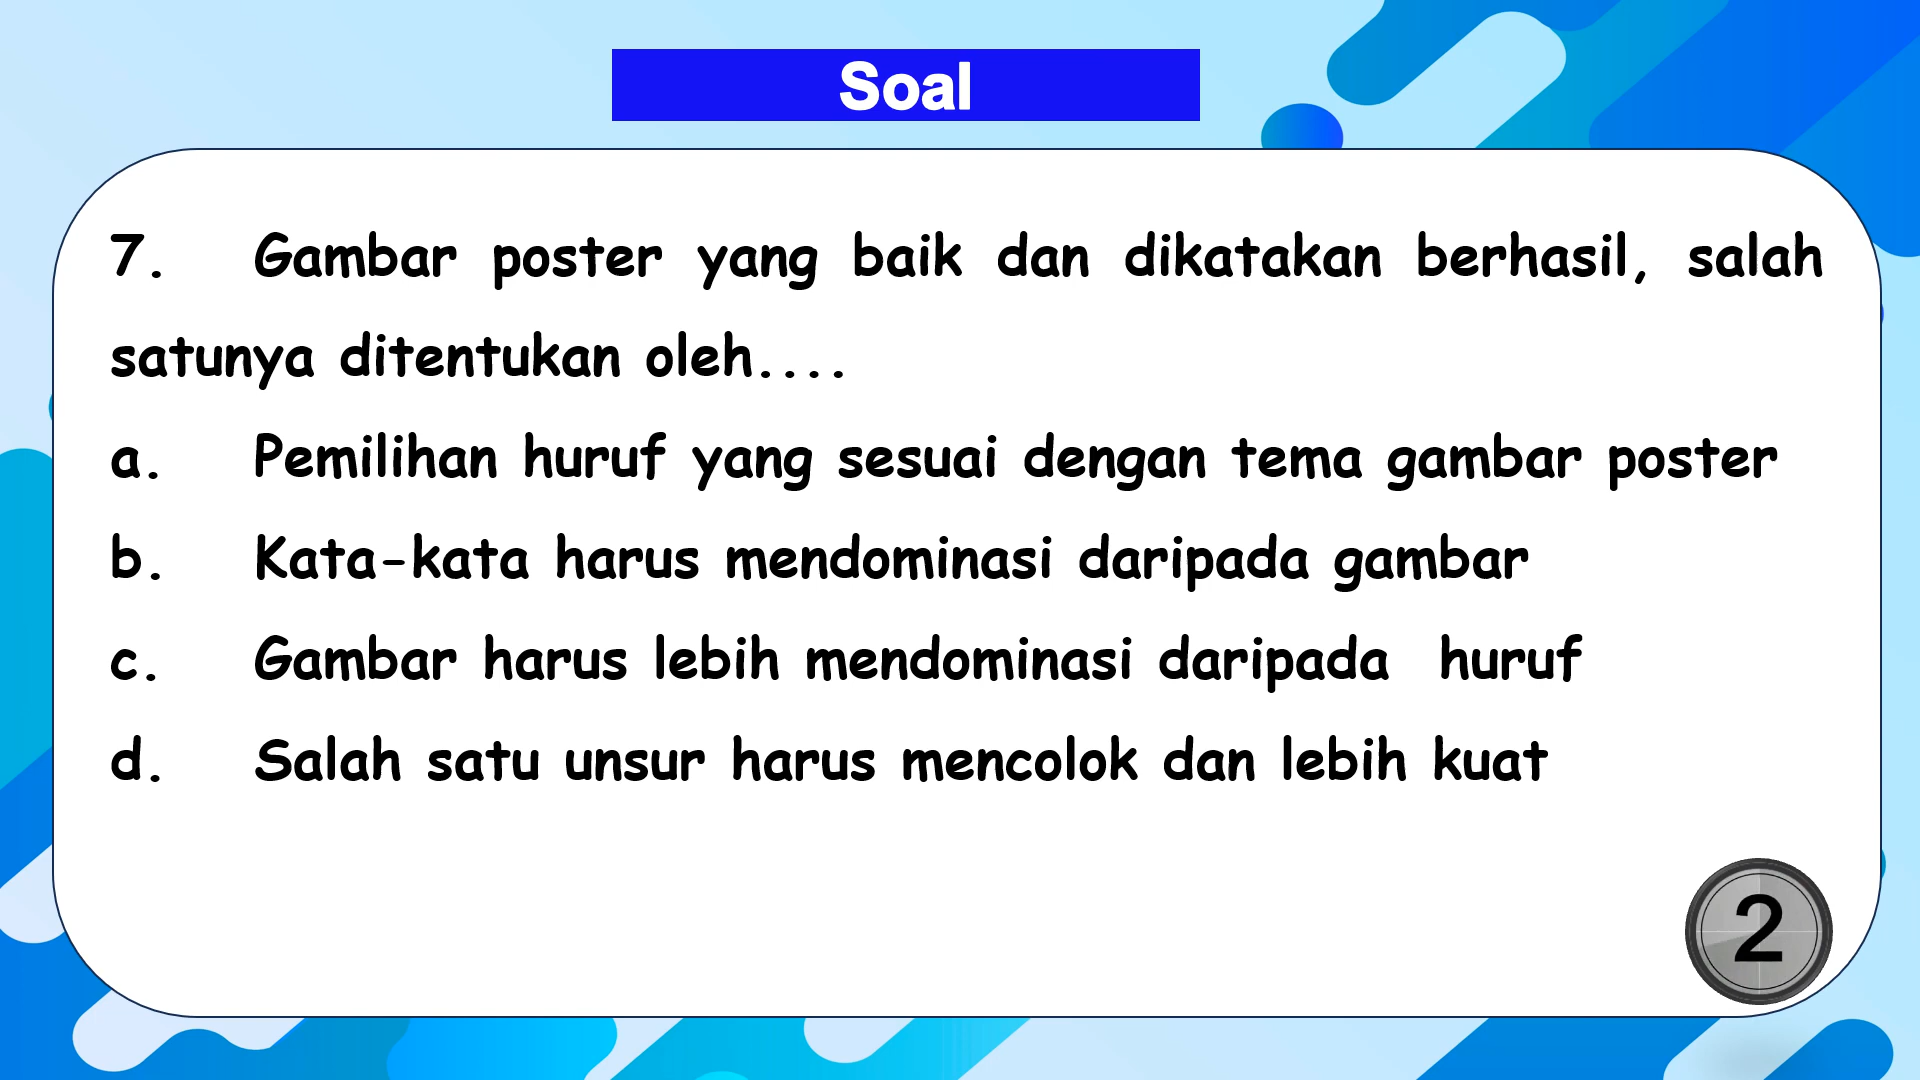 Soal
7. Gambar poster yang baik dan dikatakan berhasil, salah
satunya ditentukan oleh....
a. Pemilihan huruf yang sesuai dengan tema gambar poster
b. Kata-kata harus mendominasi daripada gambar
c. Gambar harus lebih mendominasi daripada huruf
d. Salah satu unsur harus mencolok dan lebih kuat
2